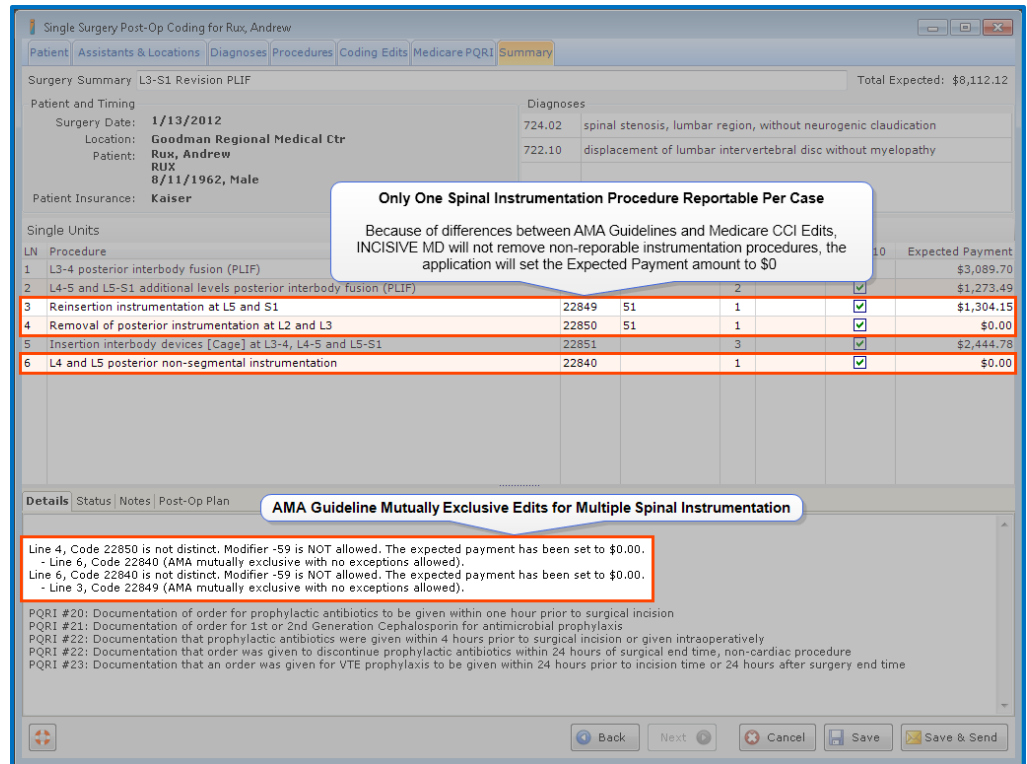 Single Surgery Post-Op Coding for Rux, Andrew
Patient Assistants & Locations Diagnoses Procedures Coding Edits Medicare PQRI Summary
Surgery Summary L3-S1 Revision PLIF Total Expected: $8,112.12
Patient and Timing
Surgery Date: 1/13/2012
Location: Goodman Regional Medical Ctr
Patient: Rux, Andrew
RUX
8/11/1962, Male
Patient Insurance: Kaiser
Diagnoses
724.02 spinal stenosis, lumbar region, without neurogenic claudication
722.10 displacement of lumbar intervertebral disc without myelopathy
Only One Spinal Instrumentation Procedure Reportable Per Case
Because of differences between AMA Guidelines and Medicare CCI Edits,
INCISIVE MD will not remove non-reporable instrumentation procedures, the
application will set the Expected Payment amount to $0
Single Units
LN Procedure 10 Expected Payment
1 L3-4 posterior interbody fusion (PLIF) $3,089.70
2 L4-5 and L5-S1 additional levels posterior interbody fusion (PLIF) 2 $1,273.49
3 Reinsertion instrumentation at L5 and S1 22849 51 1 $1,304.15
4 Removal of posterior instrumentation at L2 and L3 22850 51 1 $0.00
5 Insertion interbody devices [Cage] at L3-4, L4-5 and L5-S1 22851 3 $2,444.78
6 L4 and L5 posterior non-segmental instrumentation 22840 1 $0.00
Details Status Notes Post-Op Plan
AMA Guideline Mutually Exclusive Edits for Multiple Spinal Instrumentation
Line 4, Code 22850 is not distinct. Modifier -59 is NOT allowed. The expected payment has been set to $0.00.
- Line 6, Code 22840 (AMA mutually exclusive with no exceptions allowed).
Line 6, Code 22840 is not distinct. Modifier -59 is NOT allowed. The expected payment has been set to $0.00.
- Line 3, Code 22849 (AMA mutually exclusive with no exceptions allowed).
PQRI #20: Documentation of order for prophylactic antibiotics to be given within one hour prior to surgical incision
PQRI #21: Documentation of order for 1st or 2nd Generation Cephalosporin for antimicrobial prophylaxis
PQRI #22: Documentation that prophylactic antibiotics were given within 4 hours prior to surgical incision or given intraoperatively
PQRI #22: Documentation that order was given to discontinue prophylactic antibiotics within 24 hours of surgical end time, non-cardiac procedure
PQRI #23: Documentation that an order was given for VTE prophylaxis to be given within 24 hours prior to incision time or 24 hours after surgery end time
Back Next Cancel Save Save & Send